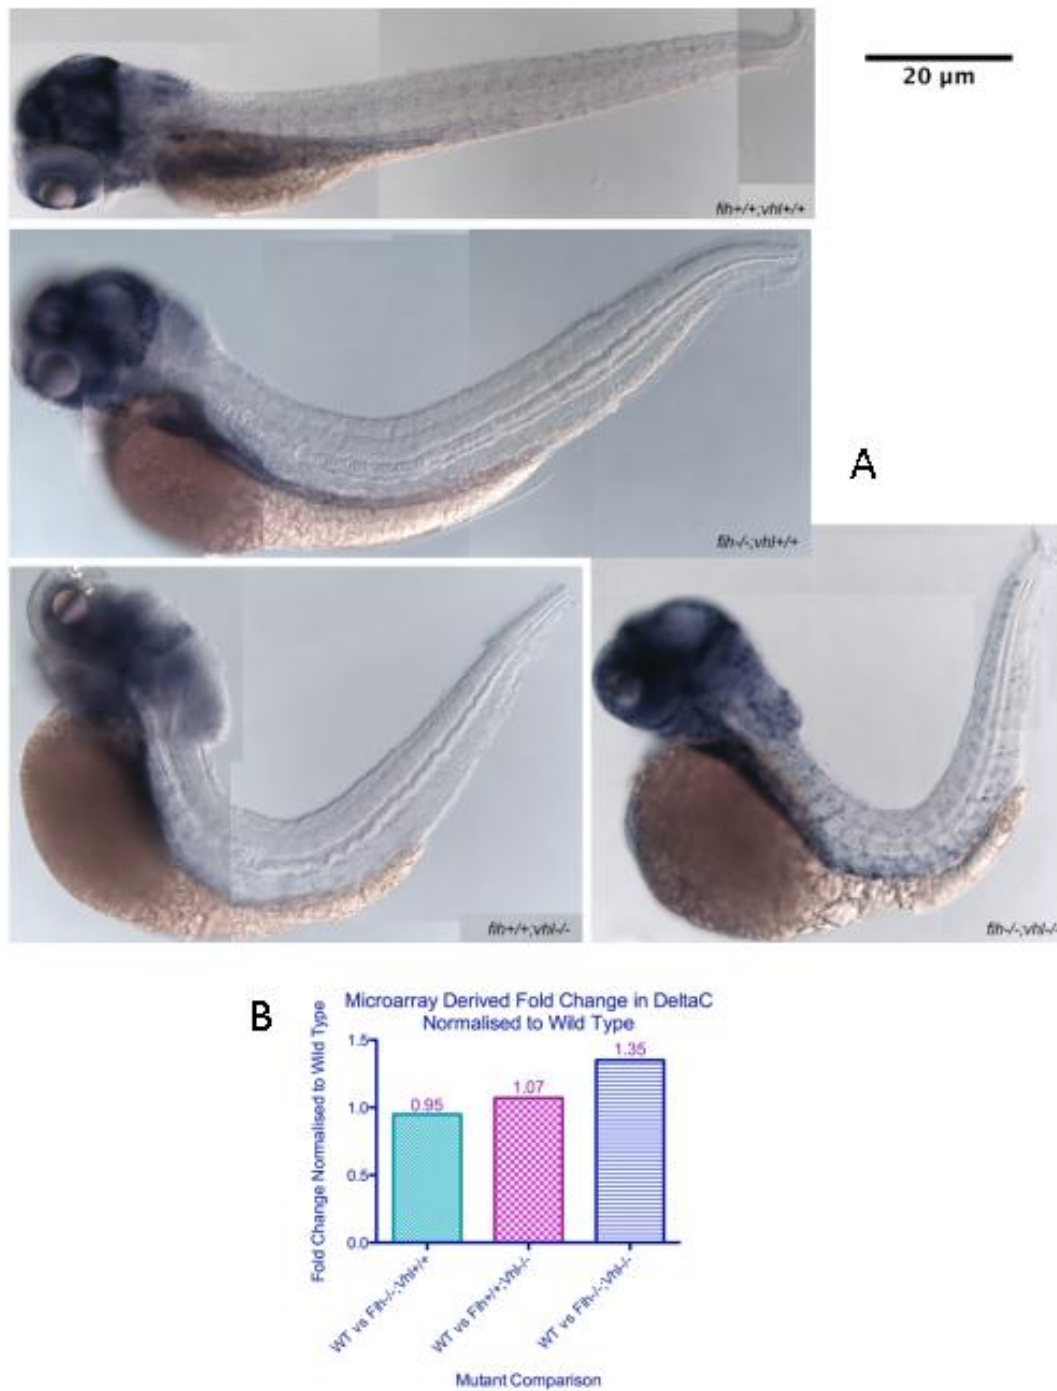 20 µm
fih+/+;vhl+/+
fih-/-;vhl+/+
A
fih+/+;vhl-/-
fih-/-;vhl-/-
B
Microarray Derived Fold Change in DeltaC
Normalised to Wild Type
Fold Change Normalised to Wild Type
1.5
1.0
0.5
0.0
0.95
1.07
1.35
WT vs Fih-/-;Vhl+/+
WT vs Fih+/+;Vhl-/-
WT vs Fih-/-;Vhl-/-
Mutant Comparison